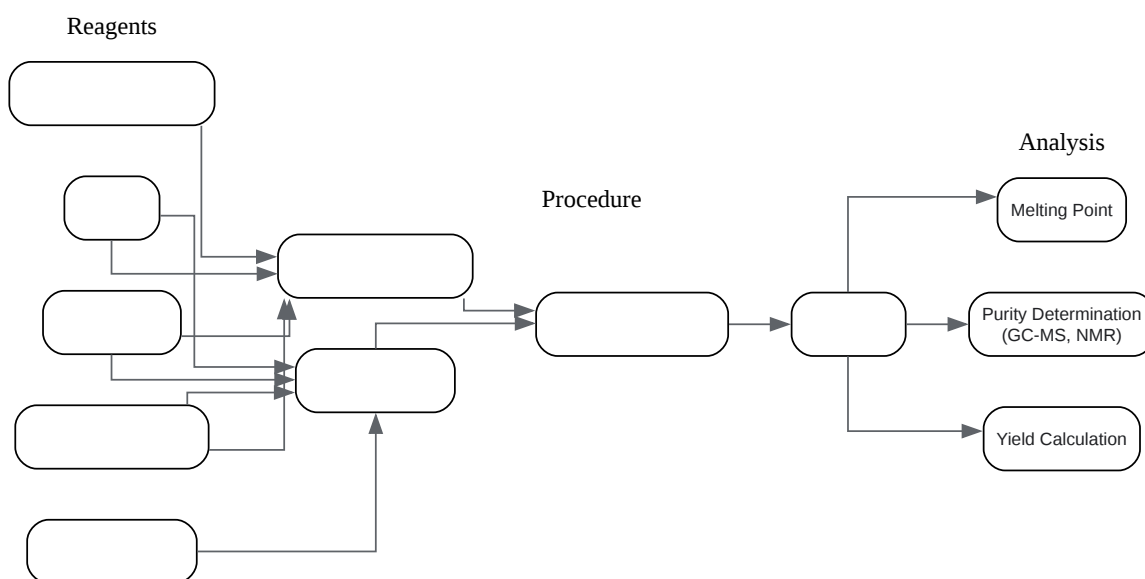 Reagents
Procedure
Analysis
Melting Point
Purity Determination
(GC-MS, NMR)
Yield Calculation